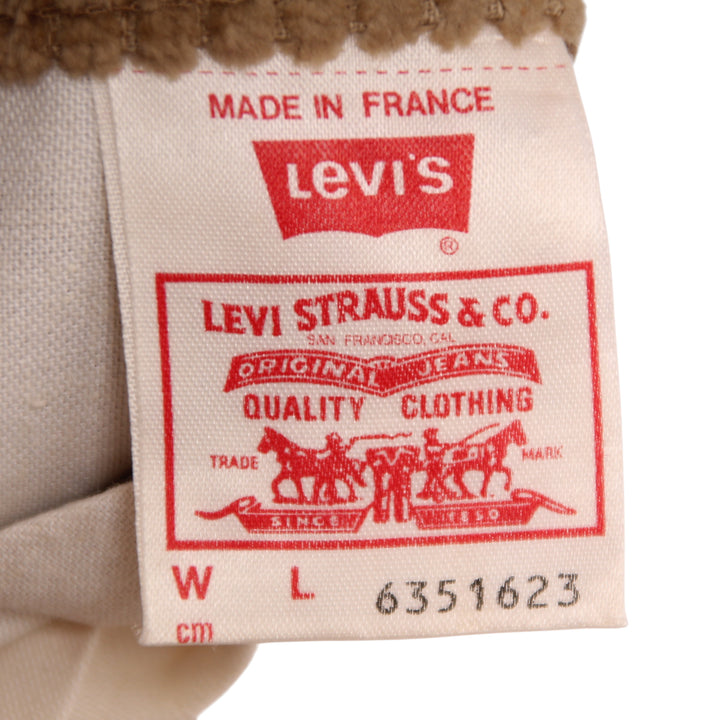 MADE IN FRANCE
LEVI'S
®
LEVI STRAUSS & CO.
SAN FRANCISCO, CAL
ORIGINAL JEANS
QUALITY CLOTHING
TRADE MARK
SINCE 1850
W L 6351623
cm